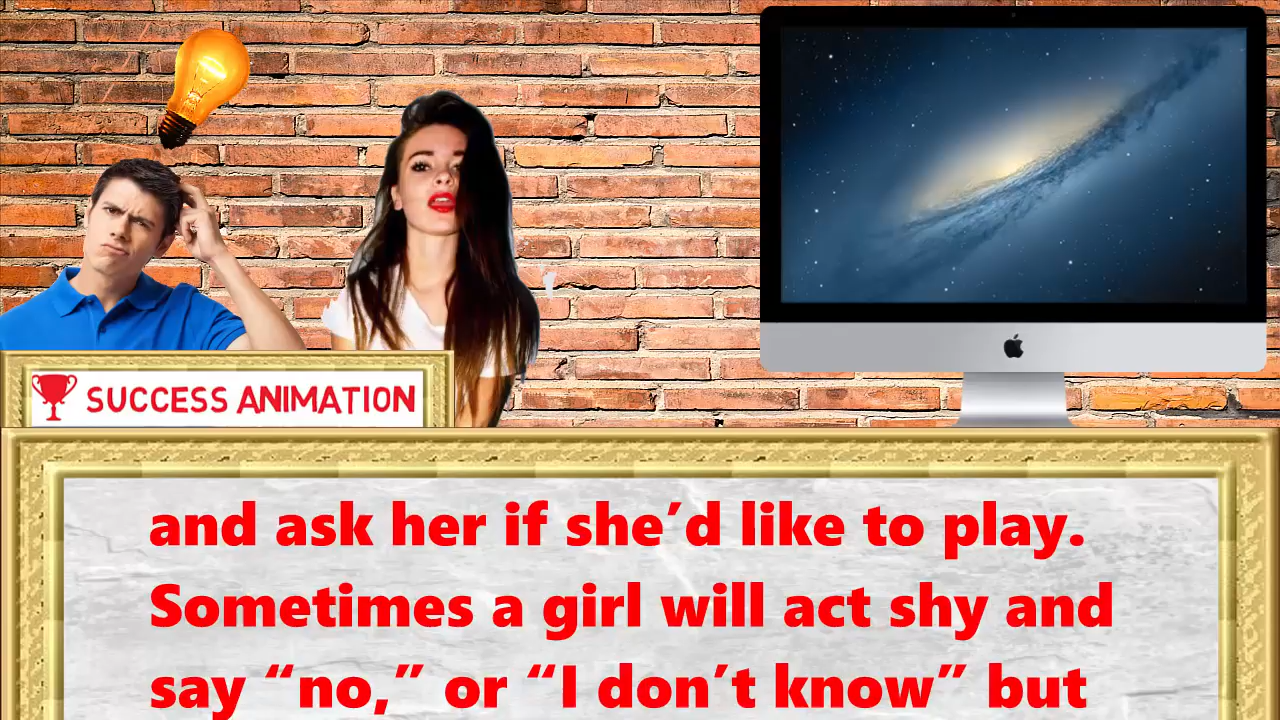 SUCCESS ANIMATION
and ask her if she’d like to play.
Sometimes a girl will act shy and
say “no,” or “I don’t know” but